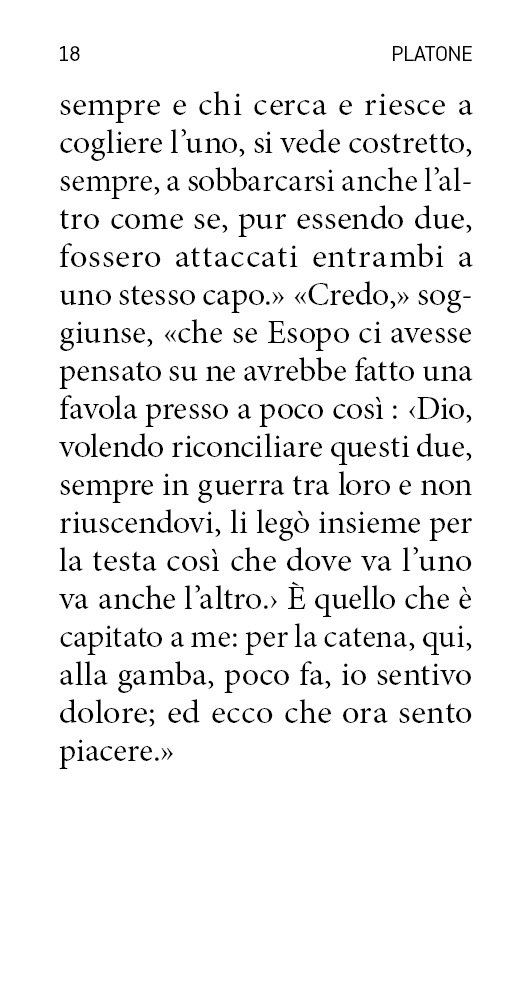 18 PLATONE
sempre e chi cerca e riesce a
cogliere l’uno, si vede costretto,
sempre, a sobbarcarsi anche l’al-
tro come se, pur essendo due,
fossero attaccati entrambi a
uno stesso capo.» «Credo,» sog-
giunse, «che se Esopo ci avesse
pensato su ne avrebbe fatto una
favola presso a poco così : ‹Dio,
volendo riconciliare questi due,
sempre in guerra tra loro e non
riuscendovi, li legò insieme per
la testa così che dove va l’uno
va anche l’altro.› È quello che è
capitato a me: per la catena, qui,
alla gamba, poco fa, io sentivo
dolore; ed ecco che ora sento
piacere.»